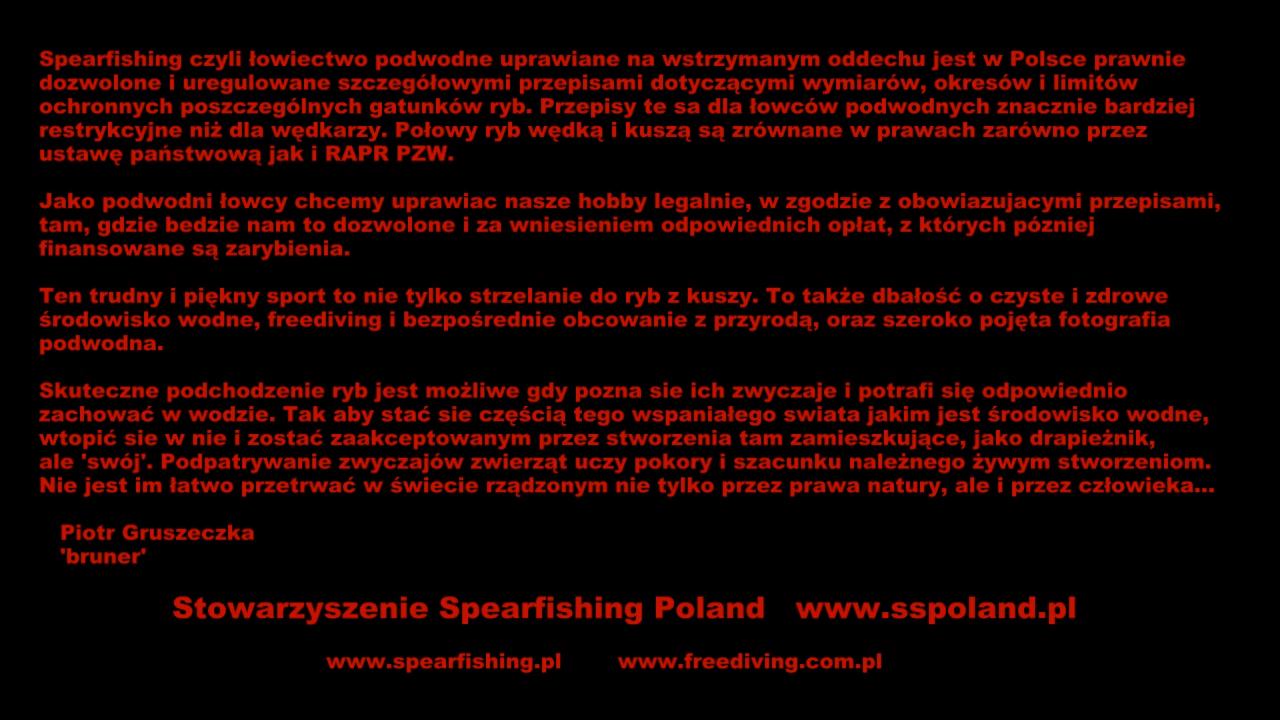 Spearfishing czyli łowiectwo podwodne uprawiane na wstrzymanym oddechu jest w Polsce prawnie
dozwolone i uregulowane szczegółowymi przepisami dotyczącymi wymiarów, okresów i limitów
ochronnych poszczególnych gatunków ryb. Przepisy te sa dla łowców podwodnych znacznie bardziej
restrykcyjne niż dla wędkarzy. Połowy ryb wędką i kuszą są zrównane w prawach zarówno przez
ustawę państwową jak i RAPR PZW.
Jako podwodni łowcy chcemy uprawiac nasze hobby legalnie, w zgodzie z obowiazujacymi przepisami,
tam, gdzie bedzie nam to dozwolone i za wniesieniem odpowiednich opłat, z których pózniej
finansowane są zarybienia.
Ten trudny i piękny sport to nie tylko strzelanie do ryb z kuszy. To także dbałość o czyste i zdrowe
środowisko wodne, freediving i bezpośrednie obcowanie z przyrodą, oraz szeroko pojęta fotografia
podwodna.
Skuteczne podchodzenie ryb jest możliwe gdy pozna sie ich zwyczaje i potrafi się odpowiednio
zachować w wodzie. Tak aby stać sie częścią tego wspaniałego swiata jakim jest środowisko wodne,
wtopić sie w nie i zostać zaakceptowanym przez stworzenia tam zamieszkujące, jako drapieżnik,
ale 'swój'. Podpatrywanie zwyczajów zwierząt uczy pokory i szacunku należnego żywym stworzeniom.
Nie jest im łatwo przetrwać w świecie rządzonym nie tylko przez prawa natury, ale i przez człowieka...
Piotr Gruszeczka
'bruner'
Stowarzyszenie Spearfishing Poland www.sspoland.pl
www.spearfishing.pl www.freediving.com.pl